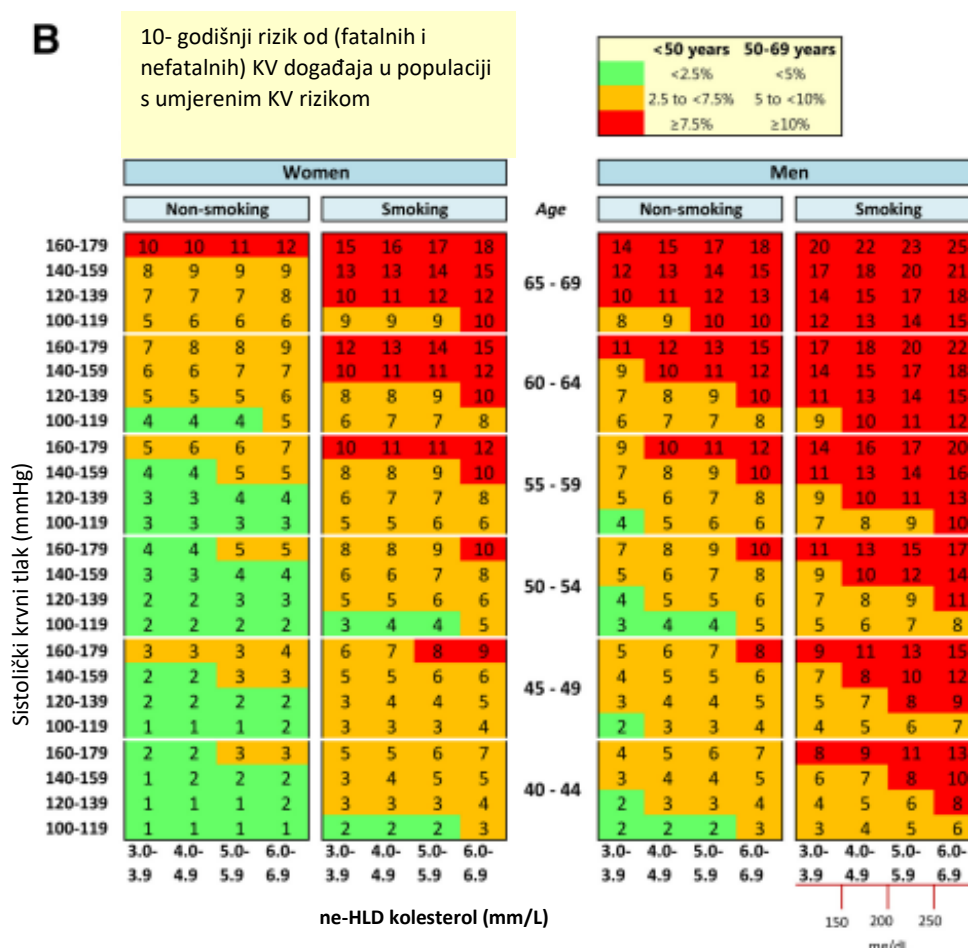 B
10- godišnji rizik od (fatalnih i
nefatalnih) KV događaja u populaciji
s umjerenim KV rizikom
<50 years 50-69 years
<2.5% <5%
2.5 to <7.5% 5 to <10%
≥7.5% ≥10%
Women Men
Non-smoking Smoking Age Non-smoking Smoking
Sistolički krvni tlak (mmHg)
160-179 10 10 11 12 15 16 17 18 14 15 17 18 20 22 23 25
140-159 8 9 9 9 13 13 14 15 12 13 14 15 17 18 20 21
65 - 69
120-139 7 7 7 8 10 11 12 12 10 11 12 13 14 15 17 18
100-119 5 6 6 6 9 9 9 10 8 9 10 10 12 13 14 15
160-179 7 8 8 9 12 13 14 15 11 12 13 15 17 18 20 22
140-159 6 6 7 7 10 11 11 12 9 10 11 12 14 15 17 18
60 - 64
120-139 5 5 5 6 8 8 9 10 7 8 9 10 11 13 14 15
100-119 4 4 4 5 6 7 7 8 6 7 7 8 9 10 11 12
160-179 5 6 6 7 10 11 11 12 9 10 11 12 14 16 17 20
140-159 4 4 5 5 8 8 9 10 7 8 9 10 11 13 14 16
55 - 59
120-139 3 3 4 4 6 7 7 8 5 6 7 8 9 10 11 13
100-119 3 3 3 3 5 5 6 6 4 5 6 6 7 8 9 10
160-179 4 4 5 5 8 8 9 10 7 8 9 10 11 13 15 17
140-159 3 3 4 4 6 6 7 8 5 6 7 8 9 10 12 14
50 - 54
120-139 2 2 3 3 5 5 6 6 4 5 5 6 7 8 9 11
100-119 2 2 2 2 3 4 4 5 3 4 4 5 5 6 7 8
160-179 3 3 3 4 6 7 8 9 5 6 7 8 9 11 13 15
140-159 2 2 3 3 5 5 6 6 4 5 5 6 7 8 10 12
45 - 49
120-139 2 2 2 2 3 4 4 5 3 4 4 5 5 7 8 9
100-119 1 1 1 2 3 3 3 4 2 3 3 4 4 5 6 7
160-179 2 2 3 3 5 5 6 7 4 5 6 7 8 9 11 13
140-159 1 2 2 2 3 4 5 5 3 4 4 5 6 7 8 10
40 - 44
120-139 1 1 1 2 3 3 3 4 2 3 3 4 4 5 6 8
100-119 1 1 1 1 2 2 2 3 2 2 2 3 3 4 5 6
3.0- 4.0- 5.0- 6.0- 3.0- 4.0- 5.0- 6.0- 3.0- 4.0- 5.0- 6.0- 3.0- 4.0- 5.0- 6.0-
3.9 4.9 5.9 6.9 3.9 4.9 5.9 6.9 3.9 4.9 5.9 6.9 3.9 4.9 5.9 6.9
ne-HLD kolesterol (mm/L)
150 200 250